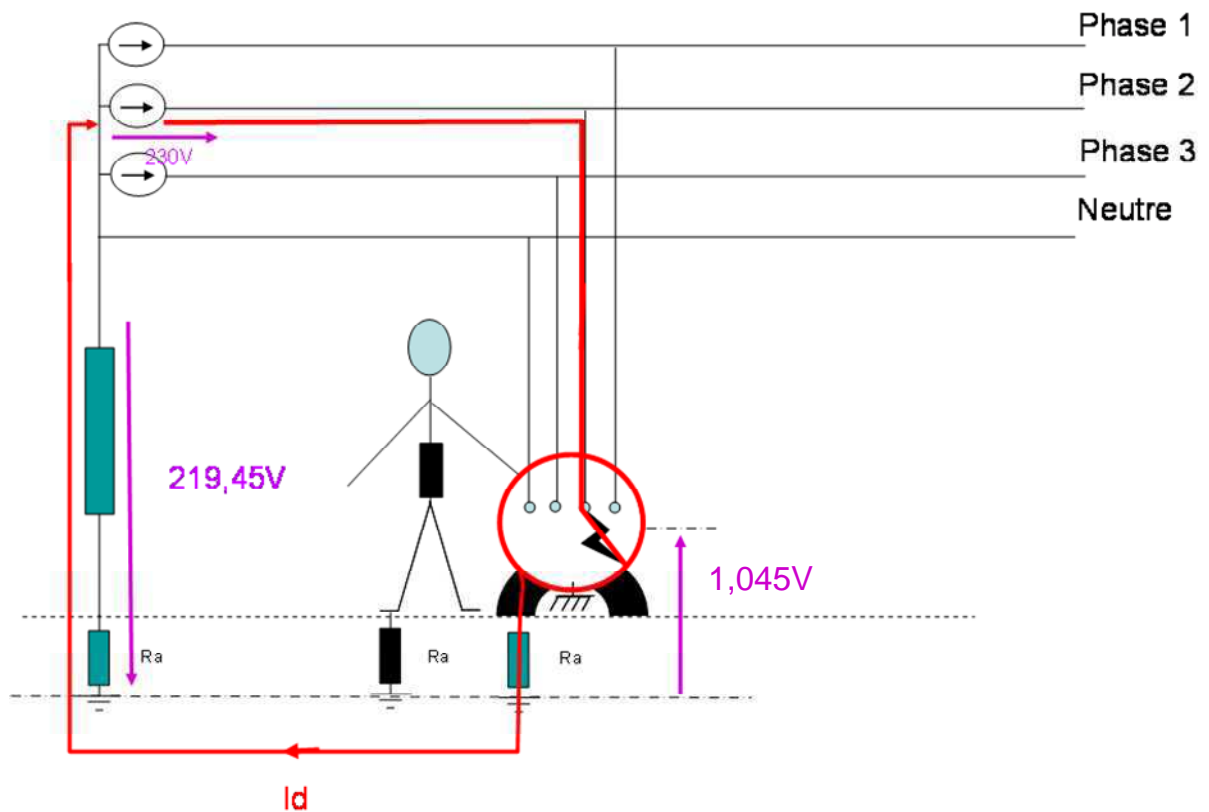 Phase 1
Phase 2
230V
Phase 3
Neutre
219,45V
1,045V
Ra
Ra
Ra
Id